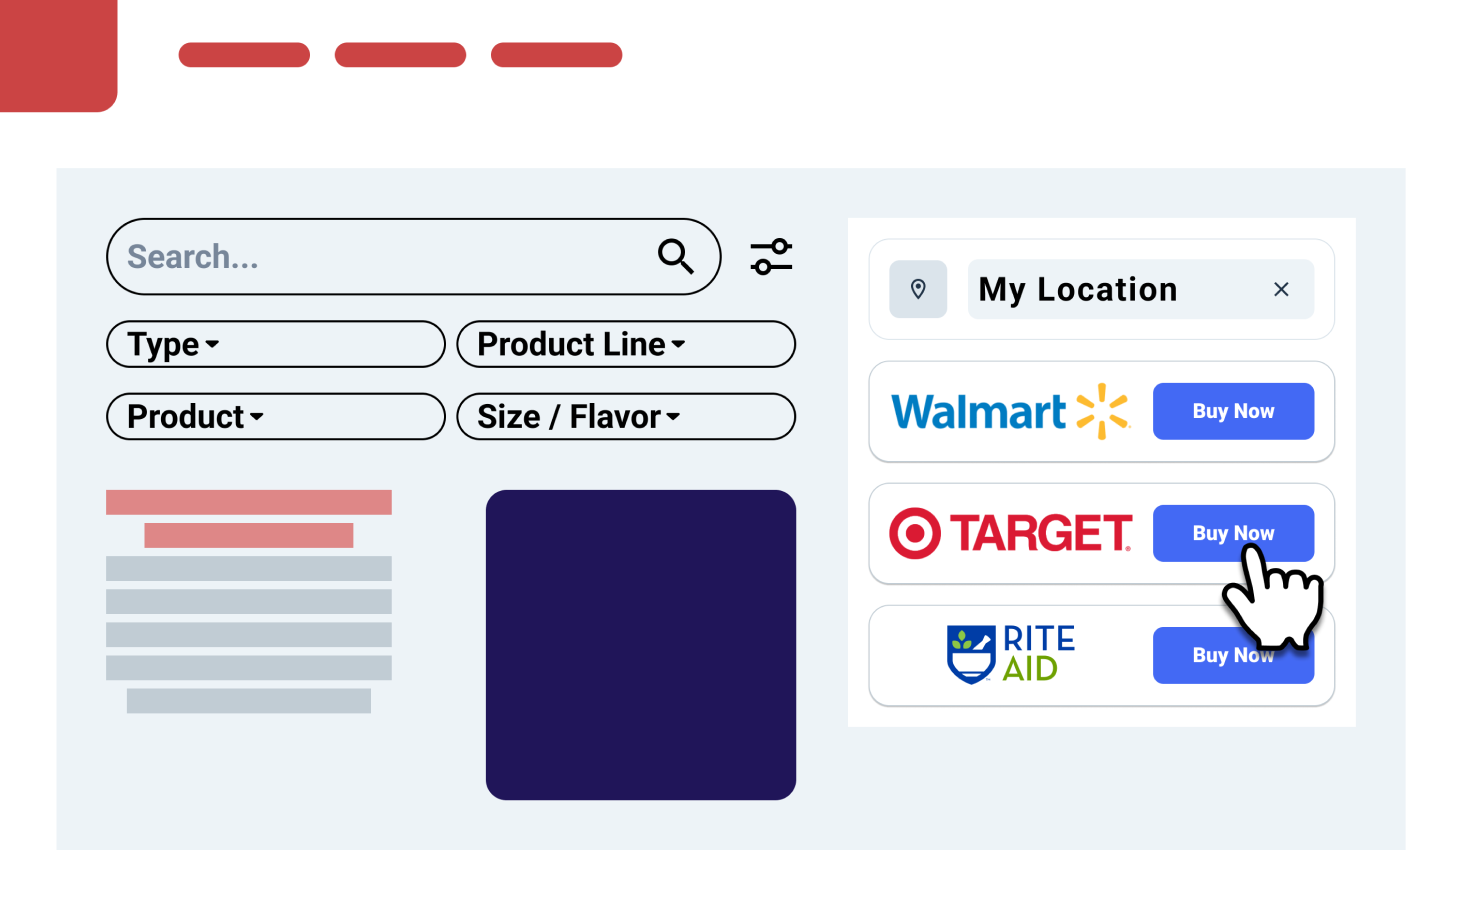 Search...
Type
Product Line
Product
Size / Flavor
My Location
Walmart
Buy Now
TARGET
Buy Now
RITE
AID
Buy Now